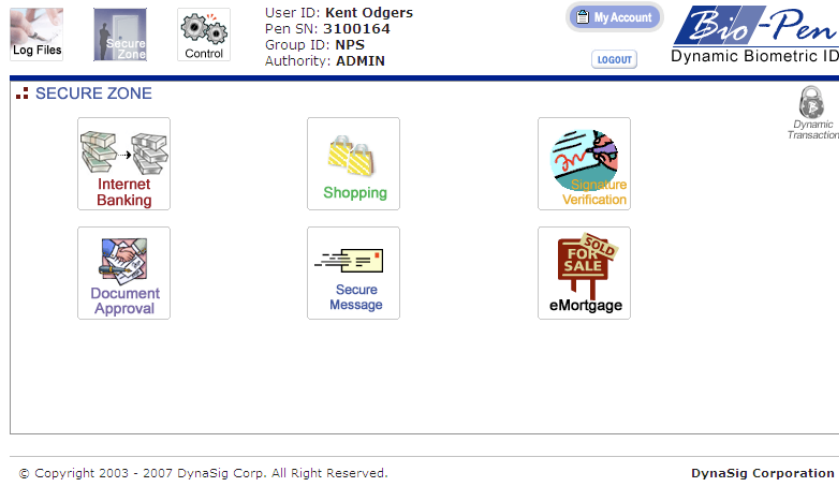 Log Files
Secure
Zone
Control
User ID: Kent Odgers
Pen SN: 3100164
Group ID: NPS
Authority: ADMIN
My Account
LOGOUT
Bio-Pen
Dynamic Biometric ID
SECURE ZONE
Dynamic
Transaction
Internet
Banking
Shopping
Signature
Verification
Document
Approval
Secure
Message
SOLD
FOR
SALE
eMortgage
© Copyright 2003 - 2007 DynaSig Corp. All Right Reserved.
DynaSig Corporation